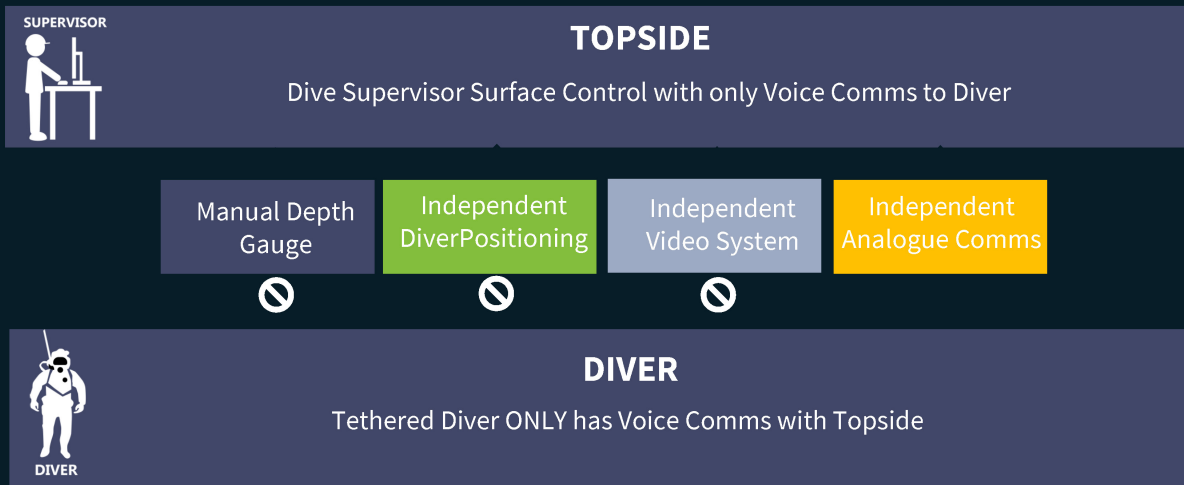 SUPERVISOR
TOPSIDE
Dive Supervisor Surface Control with only Voice Comms to Diver
Manual Depth
Gauge
Independent
DiverPositioning
Independent
Video System
Independent
Analogue Comms
DIVER
Tethered Diver ONLY has Voice Comms with Topside
DIVER